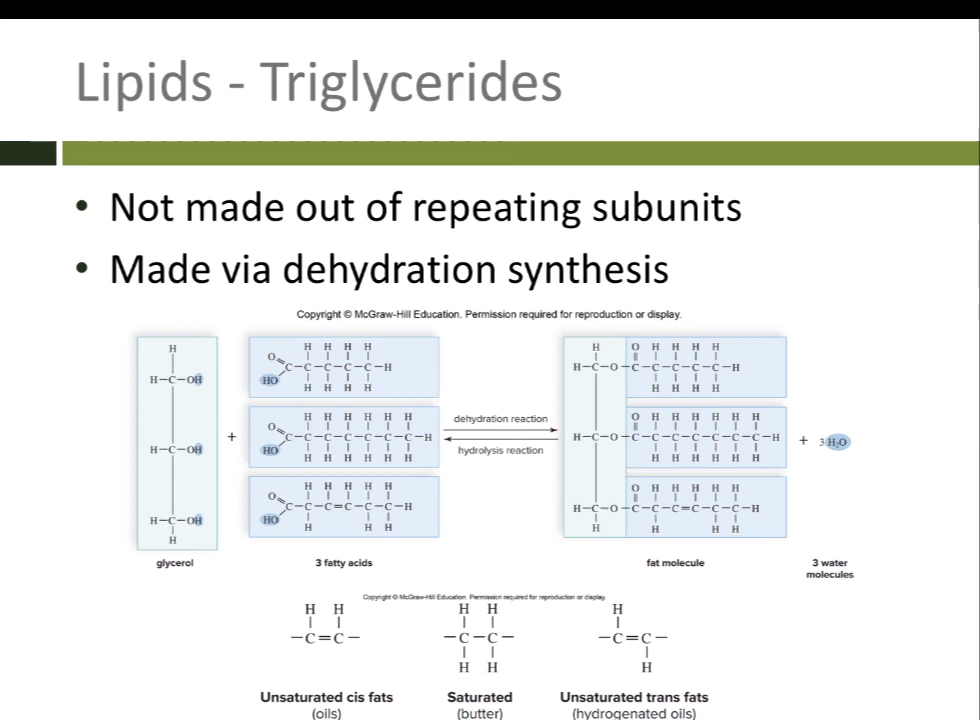 Lipids - Triglycerides
• Not made out of repeating subunits
• Made via dehydration synthesis
Copyright © McGraw-Hill Education. Permission required for reproduction or display.
H
H-C-OH
H-C-OH
H-C-OH
H
glycerol
+
H H H H
O
C-C-C-C-C-H
HO
H H H H
H H H H H H
O
C-C-C-C-C-C-C-H
HO
H H H H H H
H H H H H
O
C-C-C=C-C-C-H
HO
H H H
3 fatty acids
dehydration reaction
hydrolysis reaction
H O H H H H
H-C-O-C-C-C-C-C-H
H H H H
O H H H H H H
H-C-O-C-C-C-C-C-C-C-H
H H H H H H
O H H H H H
H-C-O-C-C-C=C-C-C-H
H H H H
fat molecule
+ 3 H₂O
3 water
molecules
Copyright © McGraw-Hill Education. Permission required for reproduction or display.
H H
-C=C-
Unsaturated cis fats
(oils)
H H
-C-C-
H H
Saturated
(butter)
H
-C=C-
H
Unsaturated trans fats
(hydrogenated oils)